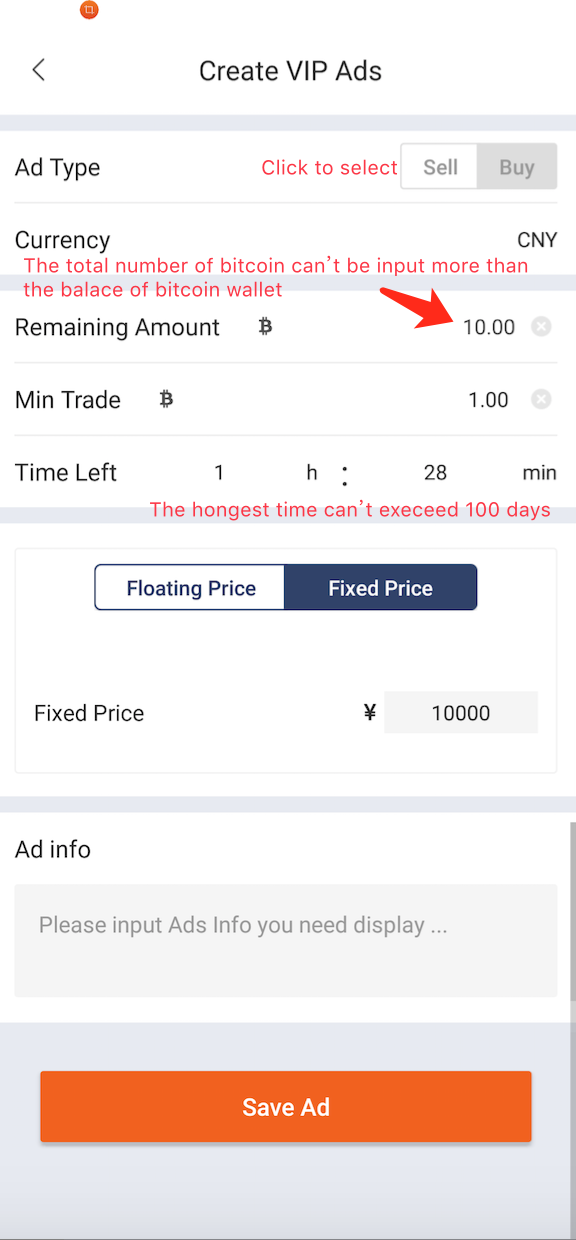 Create VIP Ads
Ad Type Click to select Sell Buy
Currency CNY
The total number of bitcoin can't be input more than
the balace of bitcoin wallet
Remaining Amount ₿ 10.00
Min Trade ₿ 1.00
Time Left 1 h : 28 min
The hongest time can't execeed 100 days
Floating Price Fixed Price
Fixed Price ¥ 10000
Ad info
Please input Ads Info you need display ...
Save Ad